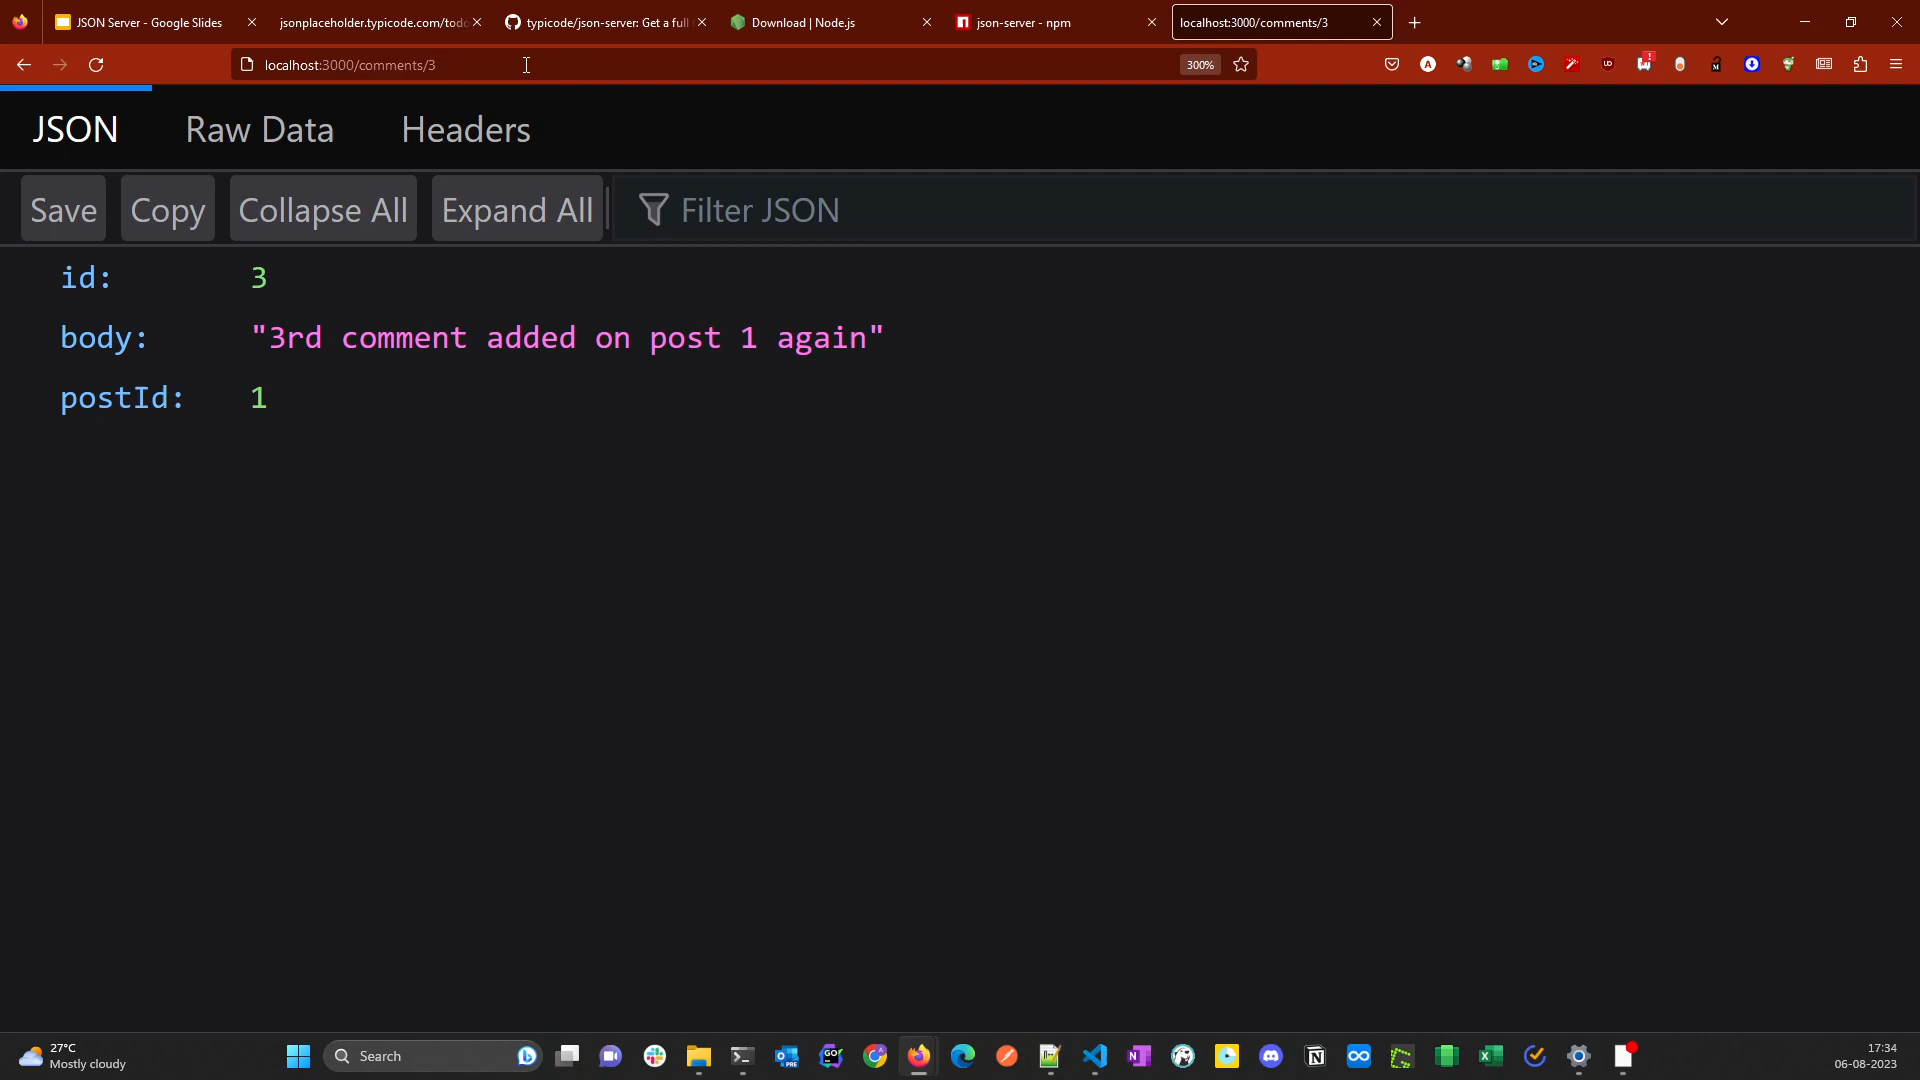 JSON Server - Google Slides
jsonplaceholder.typicode.com/todo
typicode/json-server: Get a full
Download | Node.js
json-server - npm
localhost:3000/comments/3
localhost:3000/comments/3
300%
JSON Raw Data Headers
Save Copy Collapse All Expand All Filter JSON
id: 3
body: "3rd comment added on post 1 again"
postId: 1
27°C
Mostly cloudy
Search
17:34
06-08-2023